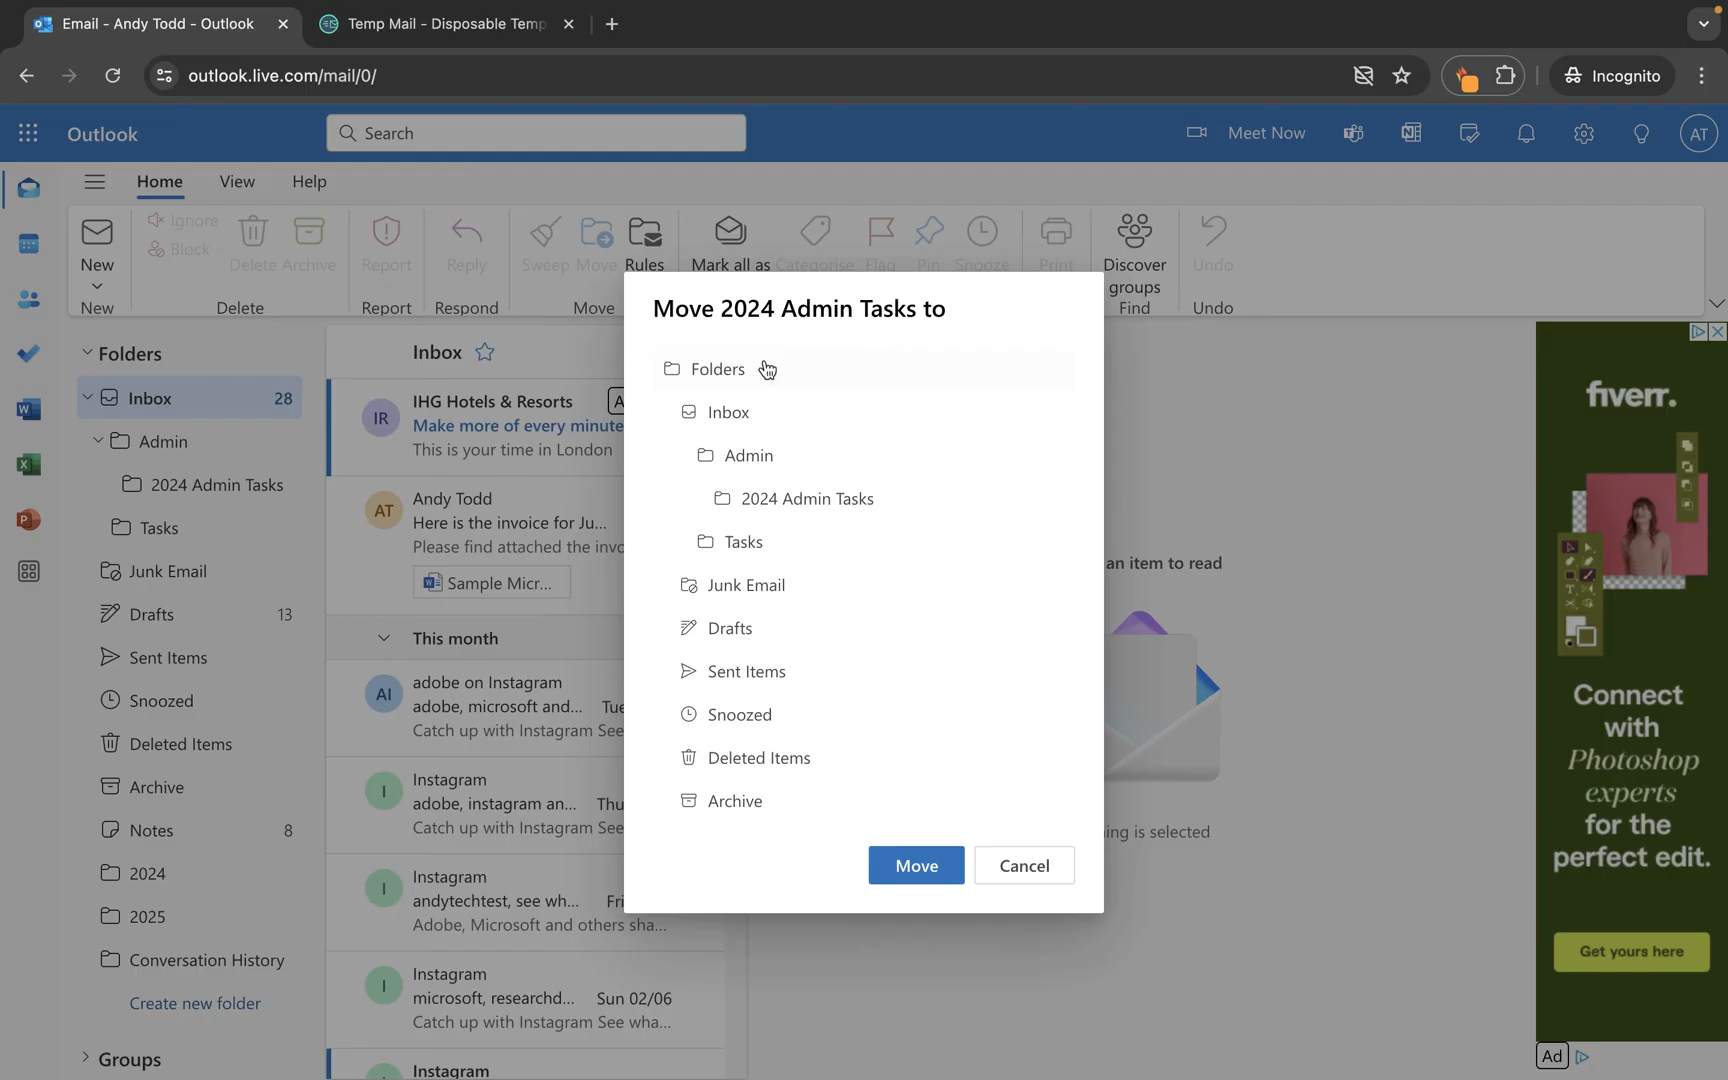 Email - Andy Todd - Outlook
Temp Mail - Disposable Temp
outlook.live.com/mail/0/
Incognito
Outlook
Search
Meet Now
AT
Home
View
Help
New
Ignore
Block
Delete
Archive
Report
Reply
Sweep
Move
Rules
Mark all as
Categorise
Flag
Pin
Snooze
Print
Discover
groups
Undo
New
Delete
Report
Respond
Move
Find
Undo
Folders
Inbox 28
Admin
2024 Admin Tasks
Tasks
Junk Email
Drafts 13
Sent Items
Snoozed
Deleted Items
Archive
Notes 8
2024
2025
Conversation History
Create new folder
Groups
Inbox
IR
IHG Hotels & Resorts
Make more of every minute
This is your time in London
AT
Andy Todd
Here is the invoice for Ju...
Please find attached the invo
Sample Micr...
This month
AI
adobe on Instagram
adobe, microsoft and... Tue
Catch up with Instagram See
I
Instagram
adobe, instagram an... Thu
Catch up with Instagram See
I
Instagram
andytechtest, see wh... Fri
Adobe, Microsoft and others sha...
I
Instagram
microsoft, researchd... Sun 02/06
Catch up with Instagram See wha...
Instagram
Move 2024 Admin Tasks to
Folders
Inbox
Admin
2024 Admin Tasks
Tasks
Junk Email
Drafts
Sent Items
Snoozed
Deleted Items
Archive
Move
Cancel
an item to read
ing is selected
fiverr.
Connect
with
Photoshop
experts
for the
perfect edit.
Get yours here
Ad